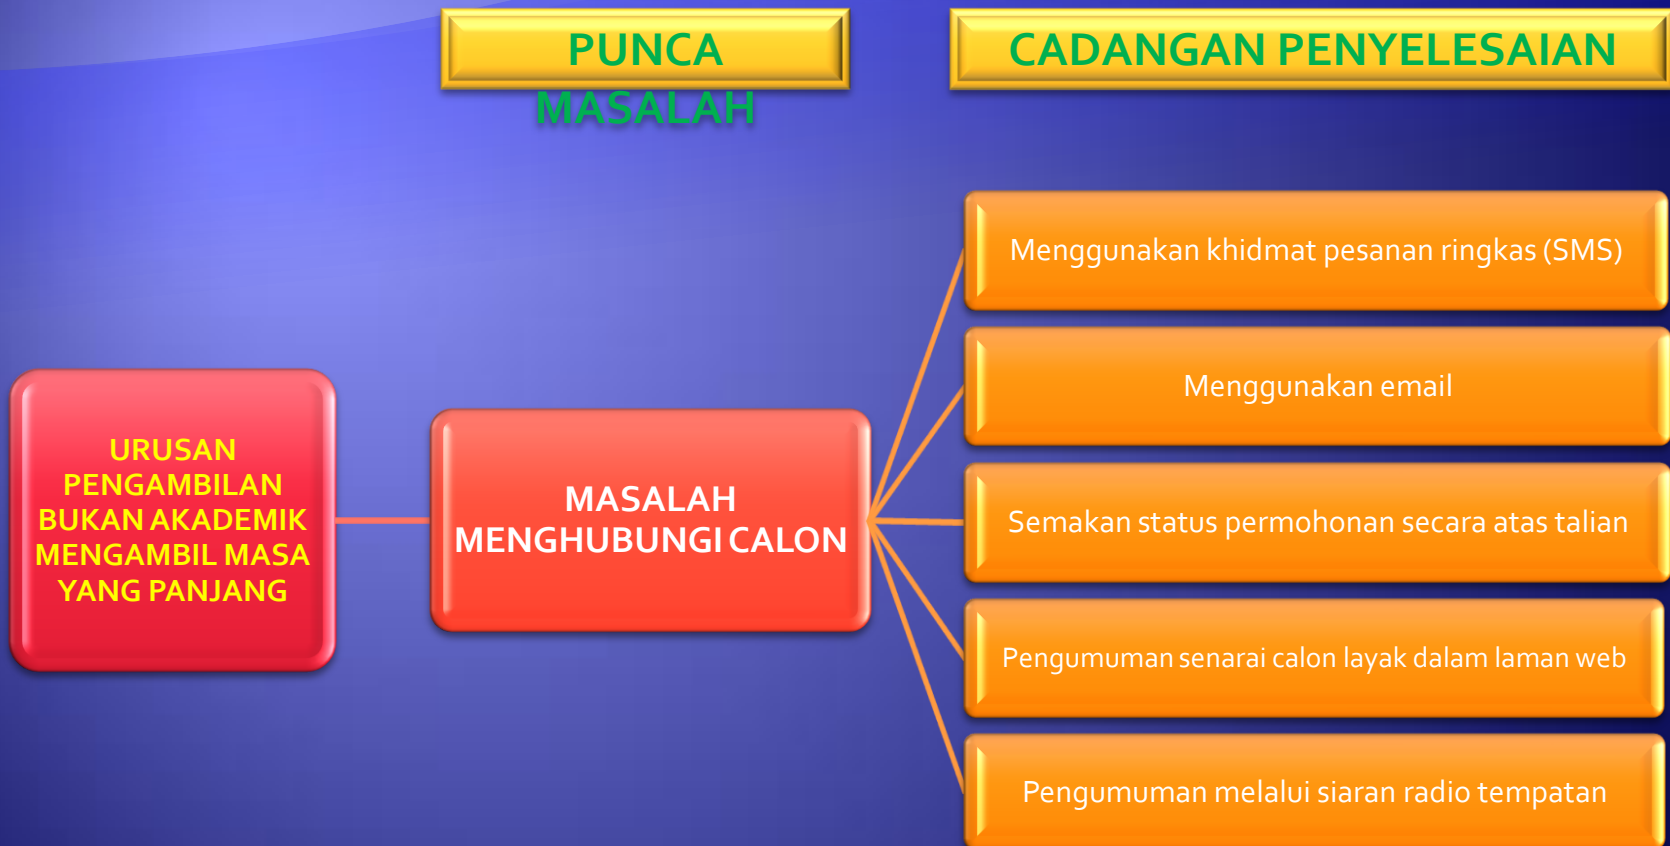 PUNCA
MASALAH
CADANGAN PENYELESAIAN
URUSAN
PENGAMBILAN
BUKAN AKADEMIK
MENGAMBIL MASA
YANG PANJANG
MASALAH
MENGHUBUNGI CALON
Menggunakan khidmat pesanan ringkas (SMS)
Menggunakan email
Semakan status permohonan secara atas talian
Pengumuman senarai calon layak dalam laman web
Pengumuman melalui siaran radio tempatan